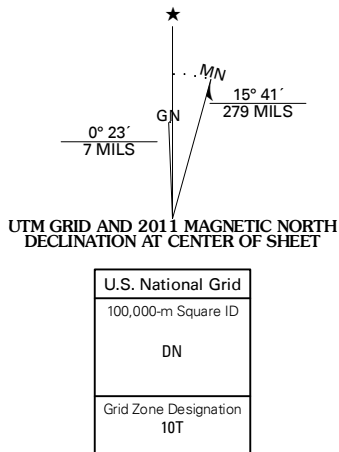 ★
MN
15° 41´
279 MILS
GN
0° 23´
7 MILS
UTM GRID AND 2011 MAGNETIC NORTH
DECLINATION AT CENTER OF SHEET
U.S. National Grid
100,000-m Square ID
DN
Grid Zone Designation
10T